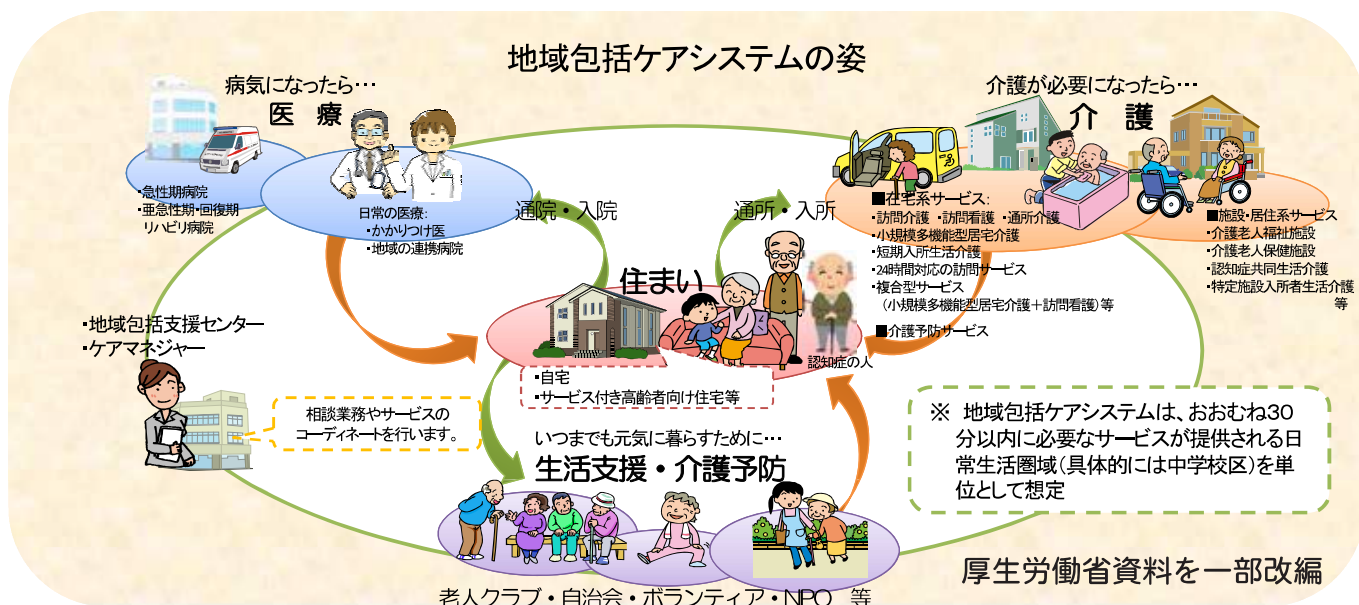 地域包括ケアシステムの姿
病気になったら･･･
医 療
･急性期病院
･亜急性期･回復期
リハビリ病院
日常の医療:
･かかりつけ医
･地域の連携病院
通院・入院
通所・入所
介護が必要になったら･･･
介 護
■在宅系サービス:
･訪問介護 ･訪問看護 ･通所介護
･小規模多機能型居宅介護
･短期入所生活介護
･24時間対応の訪問サービス
･複合型サービス
(小規模多機能型居宅介護+訪問看護)等
■介護予防サービス
■施設･居住系サービス
･介護老人福祉施設
･介護老人保健施設
･認知症共同生活介護
･特定施設入所者生活介護
等
住まい
認知症の人
･自宅
･サービス付き高齢者向け住宅等
･地域包括支援センター
･ケアマネジャー
相談業務やサービスの
コーディネートを行います。
いつまでも元気に暮らすために･･･
生活支援・介護予防
老人クラブ・自治会・ボランティア・NPO 等
※ 地域包括ケアシステムは、おおむね30
分以内に必要なサービスが提供される日
常生活圏域(具体的には中学校区)を単
位として想定
厚生労働省資料を一部改編